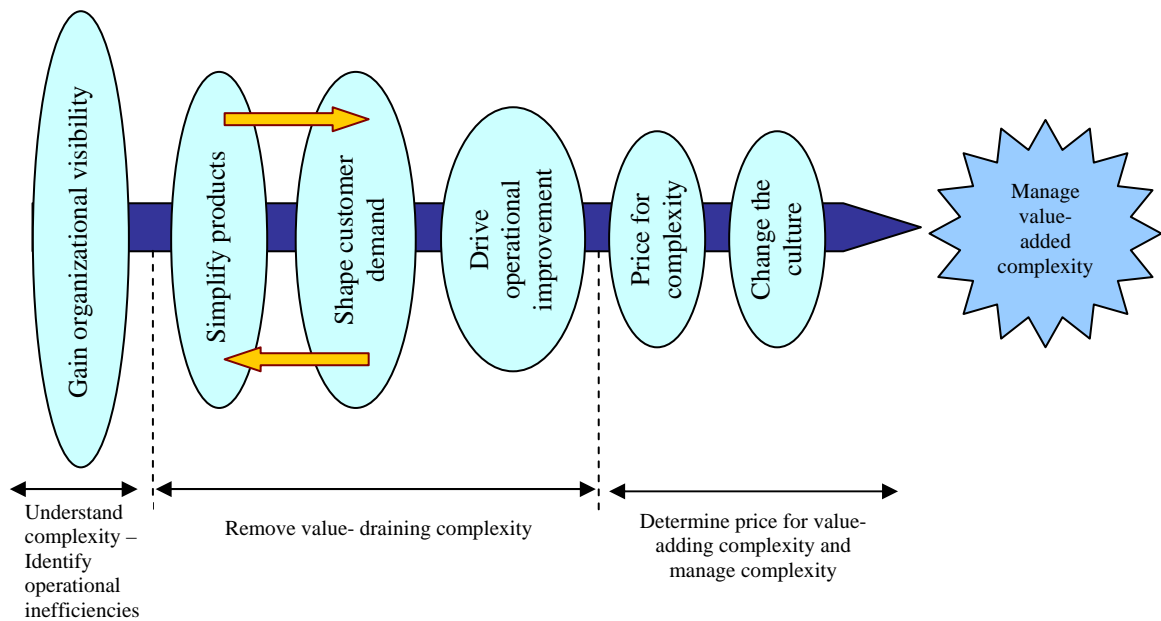 Gain organizational visibility
Simplify products
Shape customer
demand
Drive
operational
improvement
Price for
complexity
Change the
culture
Manage
value-
added
complexity
Understand
complexity –
Identify
operational
inefficiencies
Remove value- draining complexity
Determine price for value-
adding complexity and
manage complexity